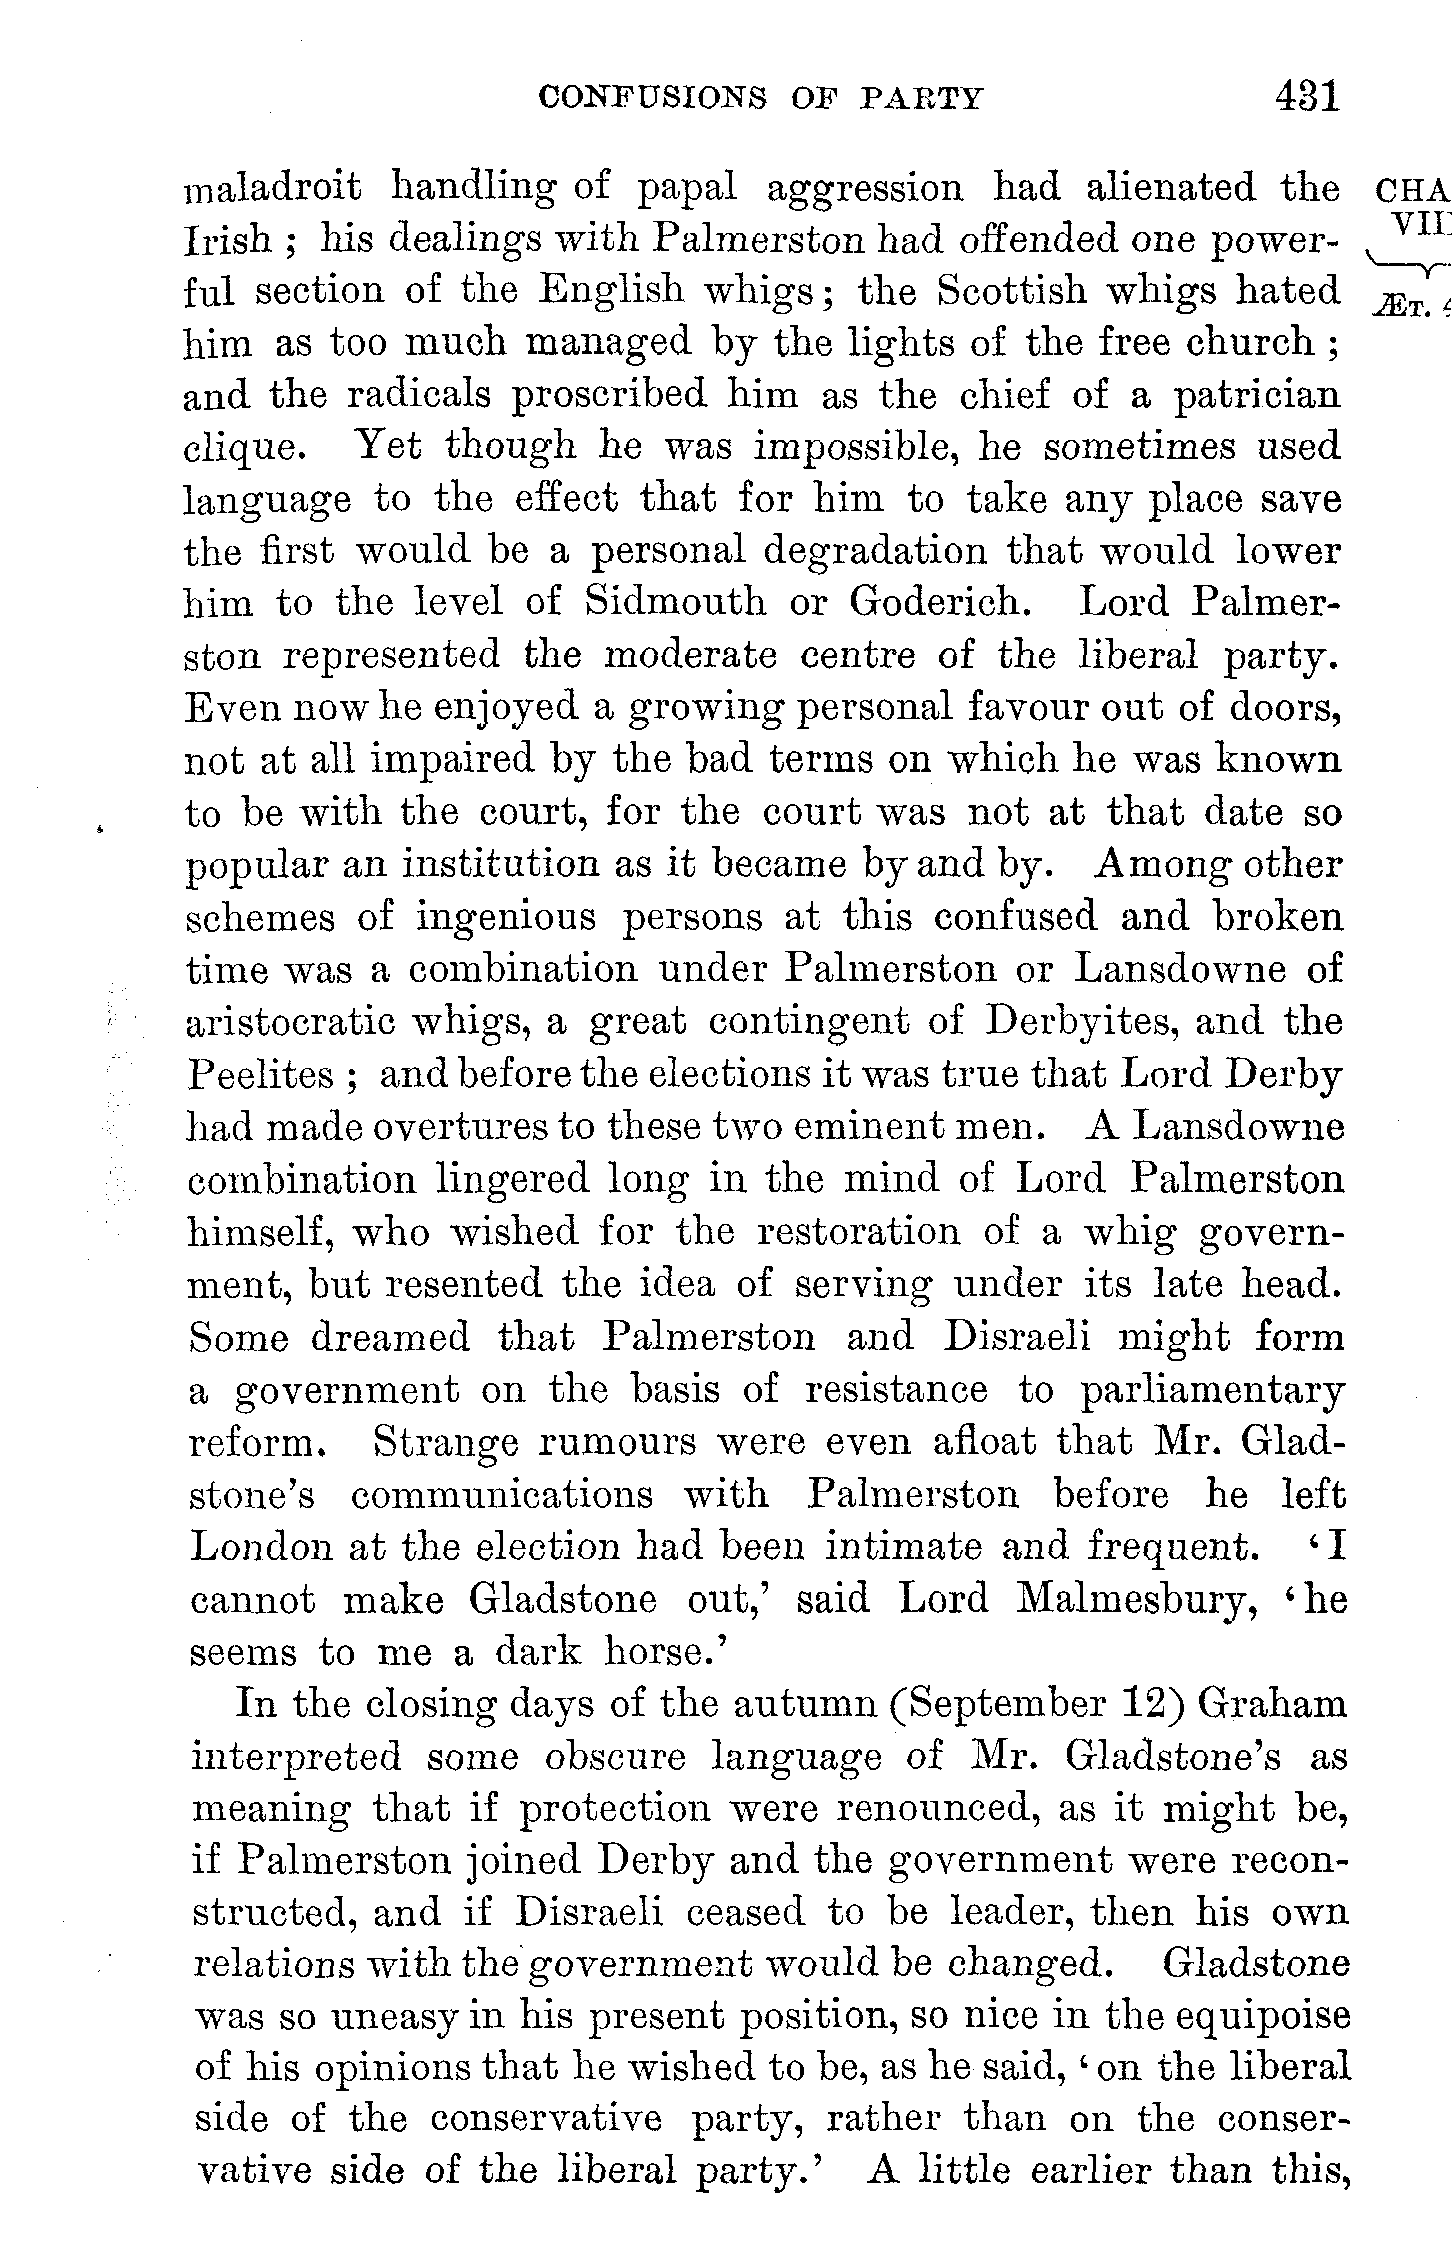 CONFUSIONS OF PARTY 431
maladroit handling of papal aggression had alienated the
Irish ; his dealings with Palmerston had offended one power-
ful section of the English whigs; the Scottish whigs hated
him as too much managed by the lights of the free church ;
and the radicals proscribed him as the chief of a patrician
clique. Yet though he was impossible, he sometimes used
language to the effect that for him to take any place save
the first would be a personal degradation that would lower
him to the level of Sidmouth or Goderich. Lord Palmer-
ston represented the moderate centre of the liberal party.
Even now he enjoyed a growing personal favour out of doors,
not at all impaired by the bad terms on which he was known
to be with the court, for the court was not at that date so
popular an institution as it became by and by. Among other
schemes of ingenious persons at this confused and broken
time was a combination under Palmerston or Lansdowne of
aristocratic whigs, a great contingent of Derbyites, and the
Peelites ; and before the elections it was true that Lord Derby
had made overtures to these two eminent men. A Lansdowne
combination lingered long in the mind of Lord Palmerston
himself, who wished for the restoration of a whig govern-
ment, but resented the idea of serving under its late head.
Some dreamed that Palmerston and Disraeli might form
a government on the basis of resistance to parliamentary
reform. Strange rumours were even afloat that Mr. Glad-
stone's communications with Palmerston before he left
London at the election had been intimate and frequent. ‘I
cannot make Gladstone out,’ said Lord Malmesbury, ‘he
seems to me a dark horse.’
In the closing days of the autumn (September 12) Graham
interpreted some obscure language of Mr. Gladstone's as
meaning that if protection were renounced, as it might be,
if Palmerston joined Derby and the government were recon-
structed, and if Disraeli ceased to be leader, then his own
relations with the government would be changed. Gladstone
was so uneasy in his present position, so nice in the equipoise
of his opinions that he wished to be, as he said, ‘on the liberal
side of the conservative party, rather than on the conser-
vative side of the liberal party.’ A little earlier than this,
CHA
VII
ÆT.